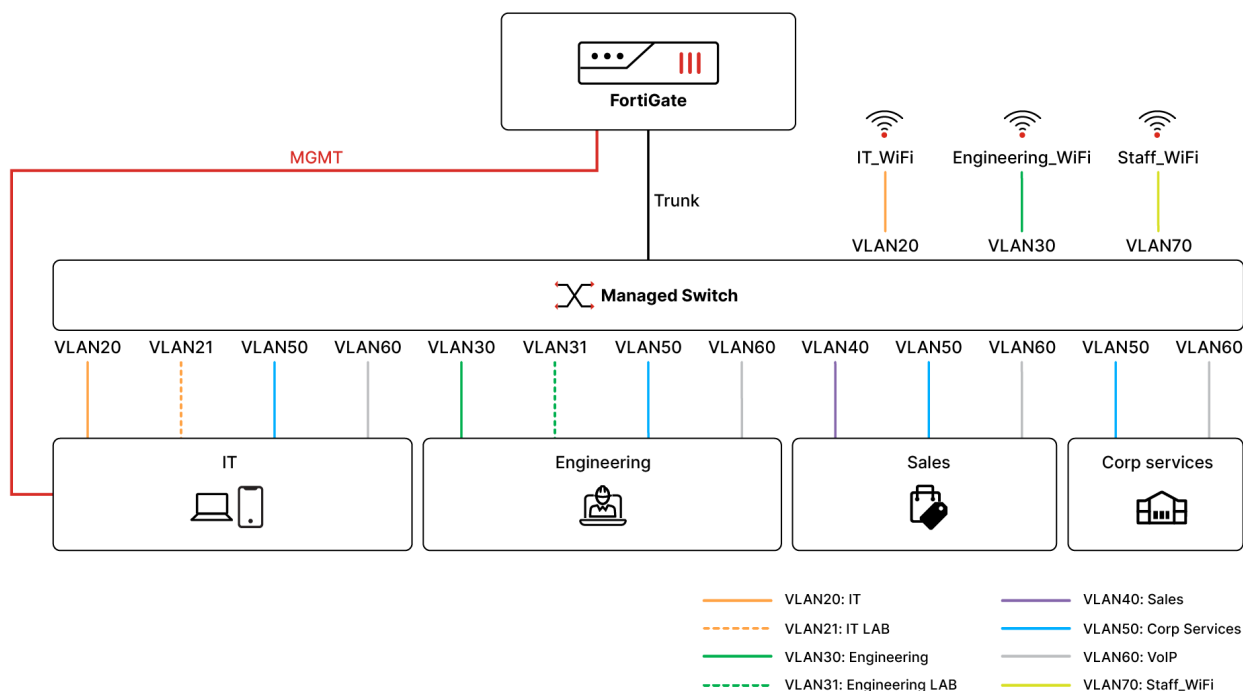 FortiGate
MGMT
IT_WiFi
Engineering_WiFi
Staff_WiFi
Trunk
VLAN20
VLAN30
VLAN70
Managed Switch
VLAN20
VLAN21
VLAN50
VLAN60
VLAN30
VLAN31
VLAN50
VLAN60
VLAN40
VLAN50
VLAN60
VLAN50
VLAN60
IT
Engineering
Sales
Corp services
VLAN20: IT
VLAN21: IT LAB
VLAN30: Engineering
VLAN31: Engineering LAB
VLAN40: Sales
VLAN50: Corp Services
VLAN60: VoIP
VLAN70: Staff_WiFi